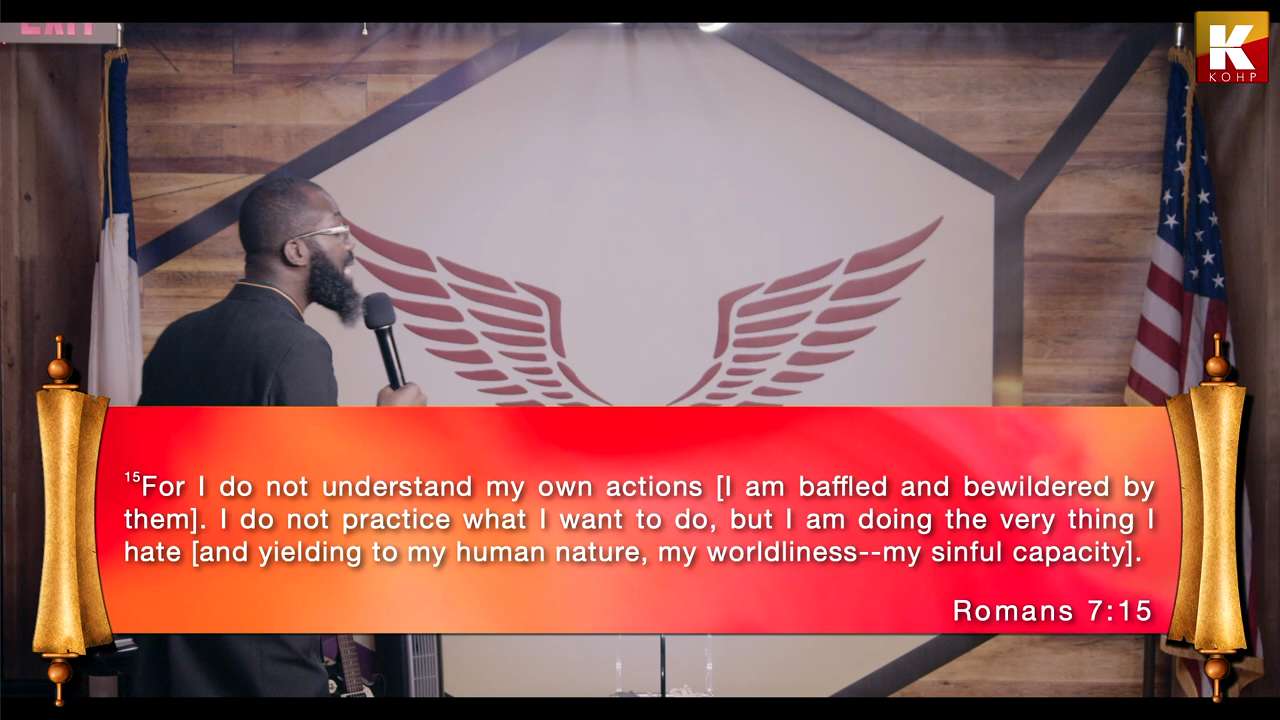 EXIT
K
KOHP
15For I do not understand my own actions [I am baffled and bewildered by
them]. I do not practice what I want to do, but I am doing the very thing I
hate [and yielding to my human nature, my worldliness--my sinful capacity].
Romans 7:15